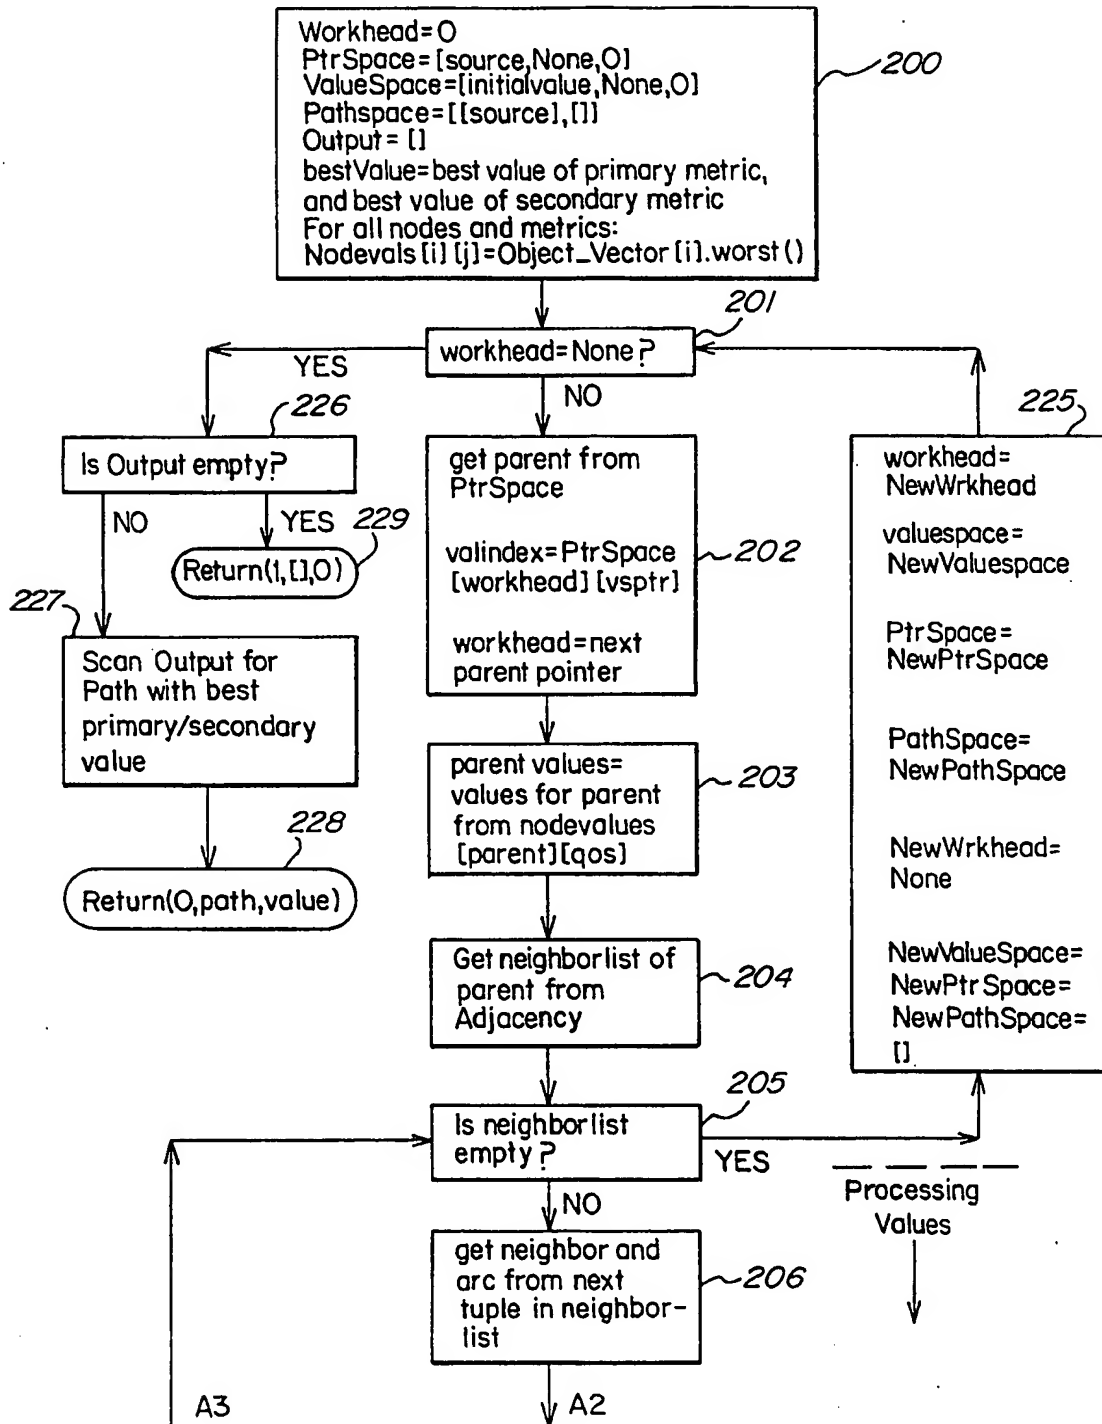 Workhead=0
PtrSpace=[source,None,0]
ValueSpace=[initialvalue,None,0]
Pathspace=[[source],[]]
Output=[]
bestValue=best value of primary metric,
and best value of secondary metric
For all nodes and metrics:
Nodevals[i][j]=Object_Vector[i].worst()
200
201
workhead=None?
YES
NO
226
Is Output empty?
NO
YES
229
Return(1,[],0)
227
Scan Output for
Path with best
primary/secondary
value
228
Return(0,path,value)
get parent from
PtrSpace
valindex=PtrSpace
[workhead][vsptr]
workhead=next
parent pointer
202
parent values=
values for parent
from nodevalues
[parent][qos]
203
Get neighborlist of
parent from
Adjacency
204
205
Is neighborlist
empty?
YES
NO
get neighbor and
arc from next
tuple in neighbor-
list
206
225
workhead=
NewWrkhead
valuespace=
NewValuespace
PtrSpace=
NewPtrSpace
PathSpace=
NewPathSpace
NewWrkhead=
None
NewValueSpace=
NewPtrSpace=
NewPathSpace=
[]
Processing
Values
A3
A2